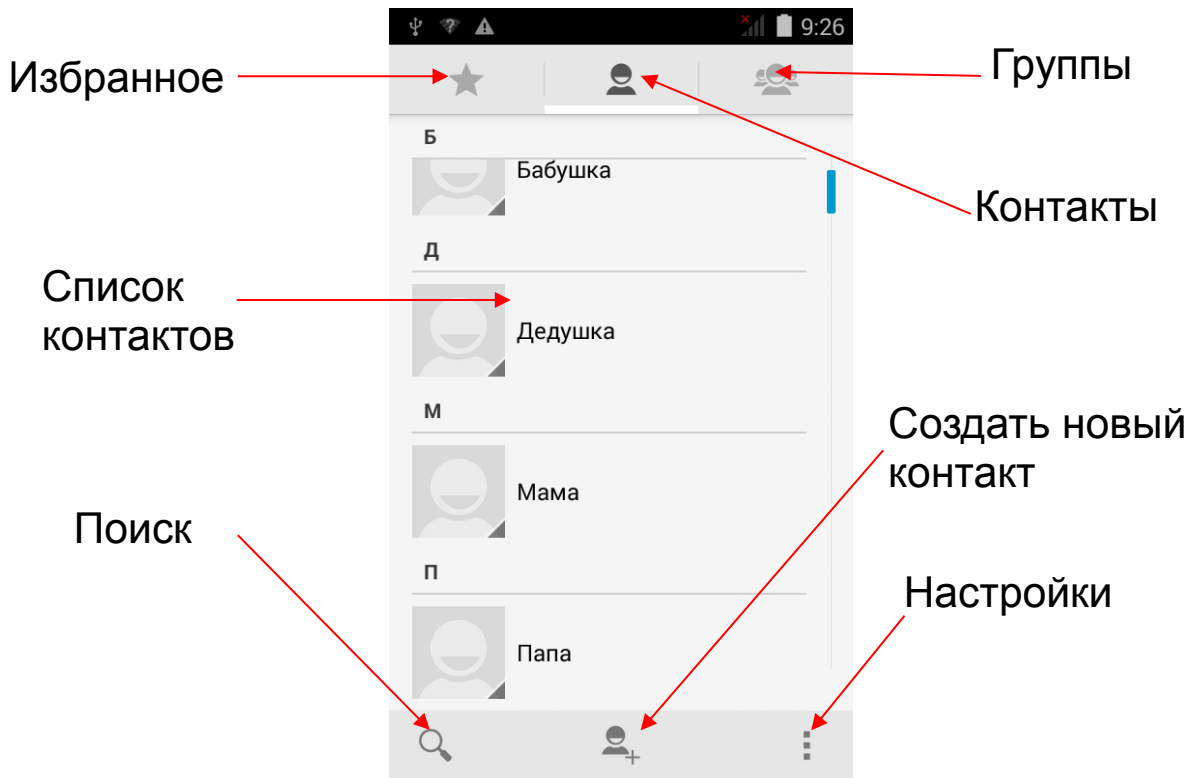 9:26
Избранное
Группы
Б
Бабушка
Контакты
Д
Список
контактов
Дедушка
М
Создать новый
контакт
Мама
Поиск
П
Настройки
Папа